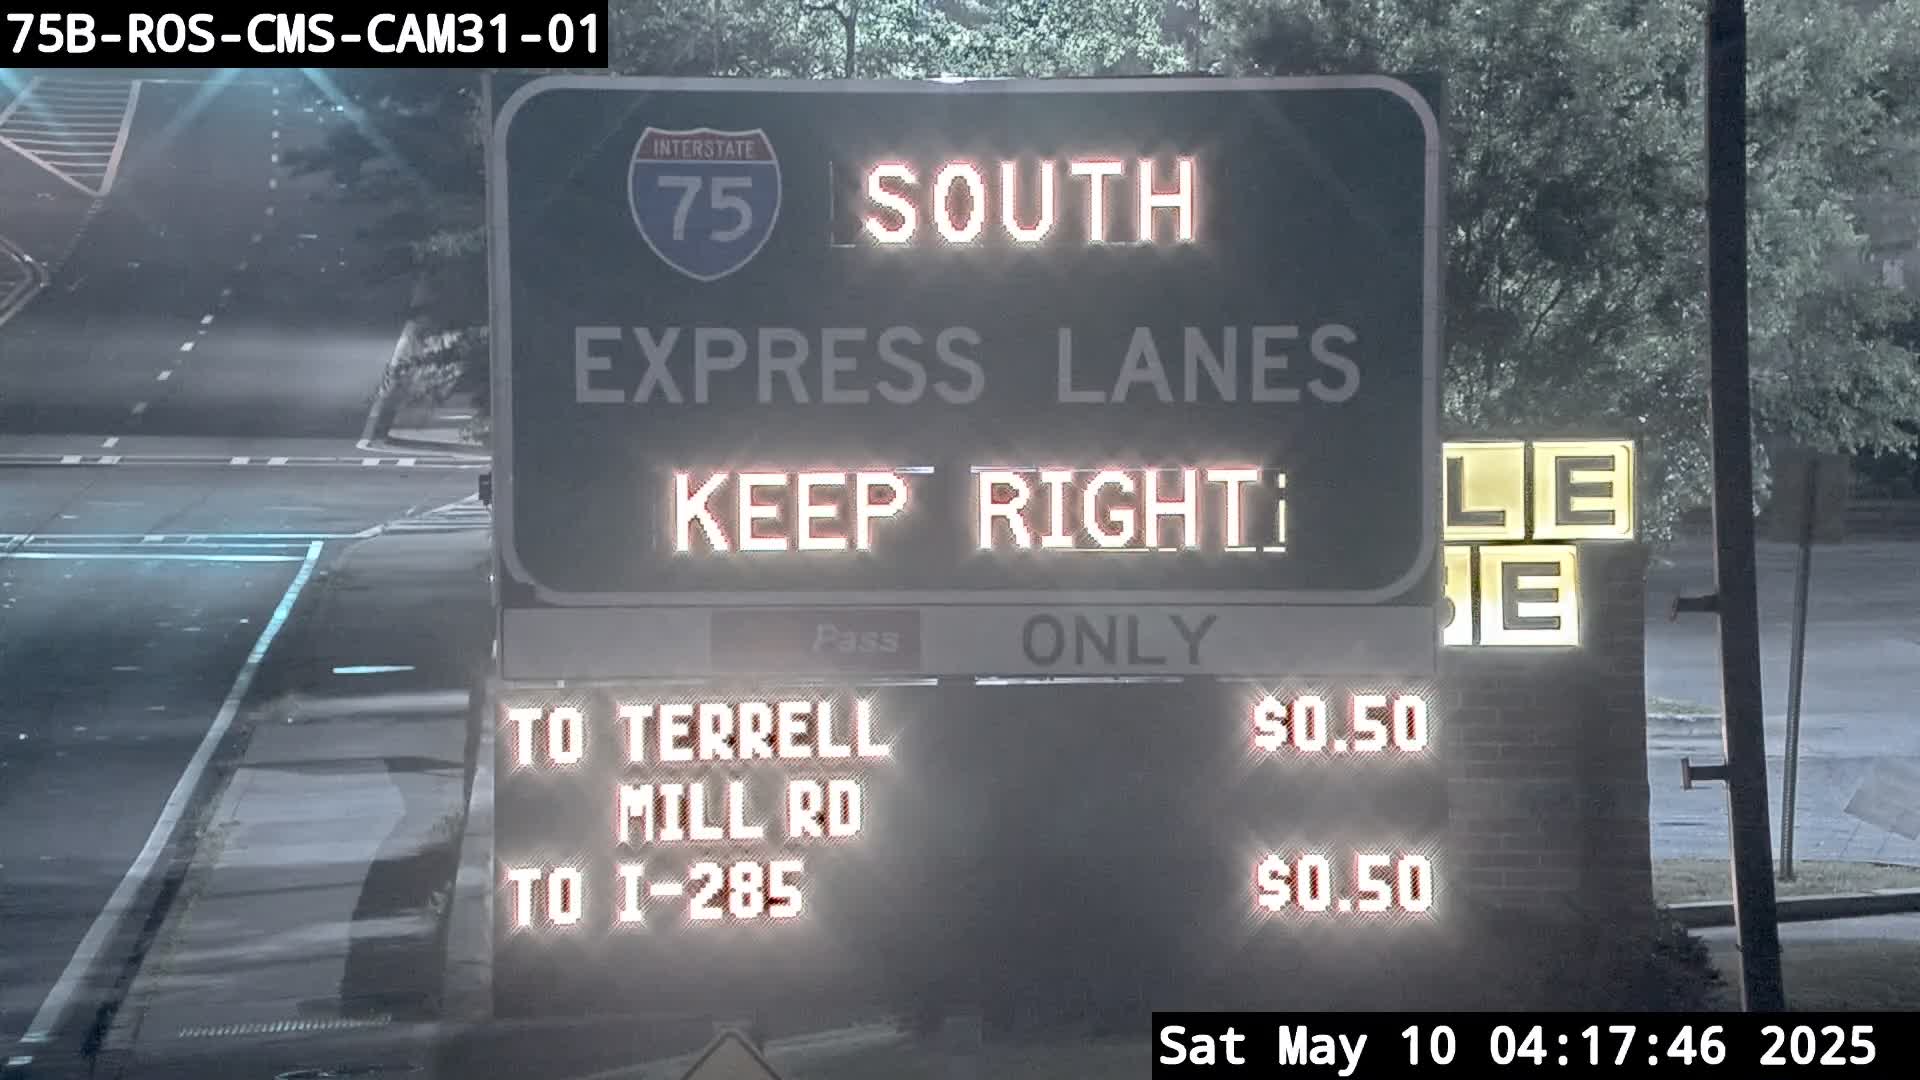 75B-ROS-CMS-CAM31-01
INTERSTATE
75
SOUTH
EXPRESS LANES
KEEP RIGHT
Pass ONLY
TO TERRELL $0.50
MILL RD
TO I-285 $0.50
LE
E
Sat May 10 04:17:46 2025